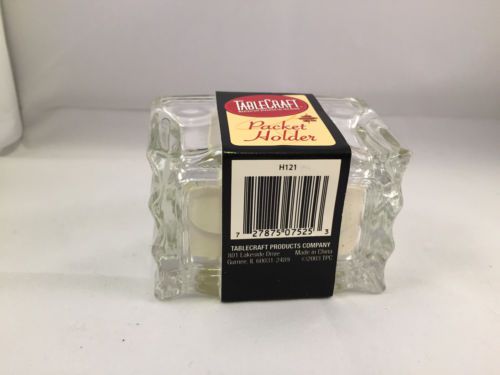 TABLECRAFT
Packet
Holder
H121
7 27875 07525 3
TABLECRAFT PRODUCTS COMPANY
801 Lakeside Drive Made in China
Gurnee, IL 60031-2489 ©2003 TPC